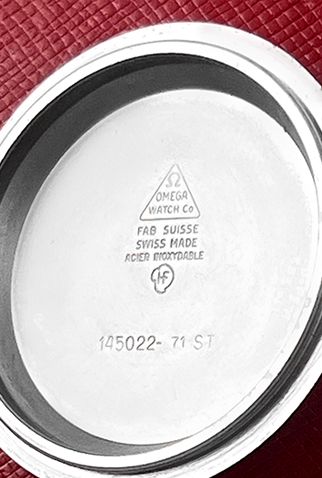 Ω
OMEGA
WATCH Co
FAB SUISSE
SWISS MADE
ACIER INOXYDABLE
HF
145022- 71 ST